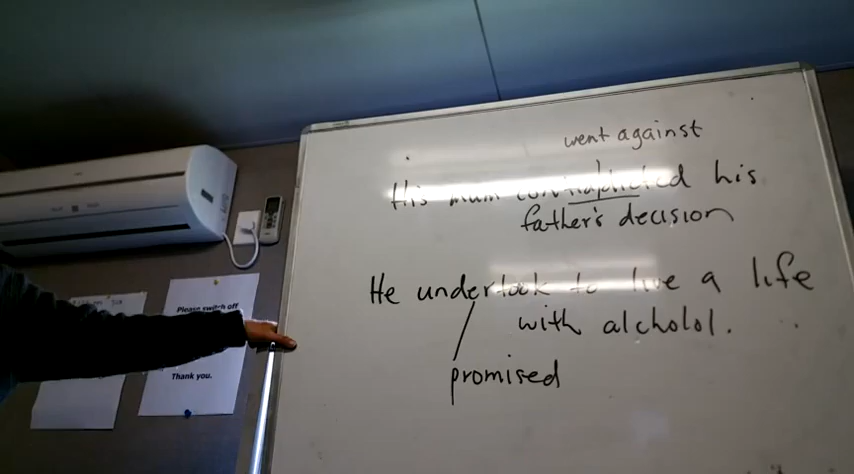 went against
His mum contradicted his
father's decision
He undertook to live a life
with alcholol.
promised
Please switch off
Thank you.